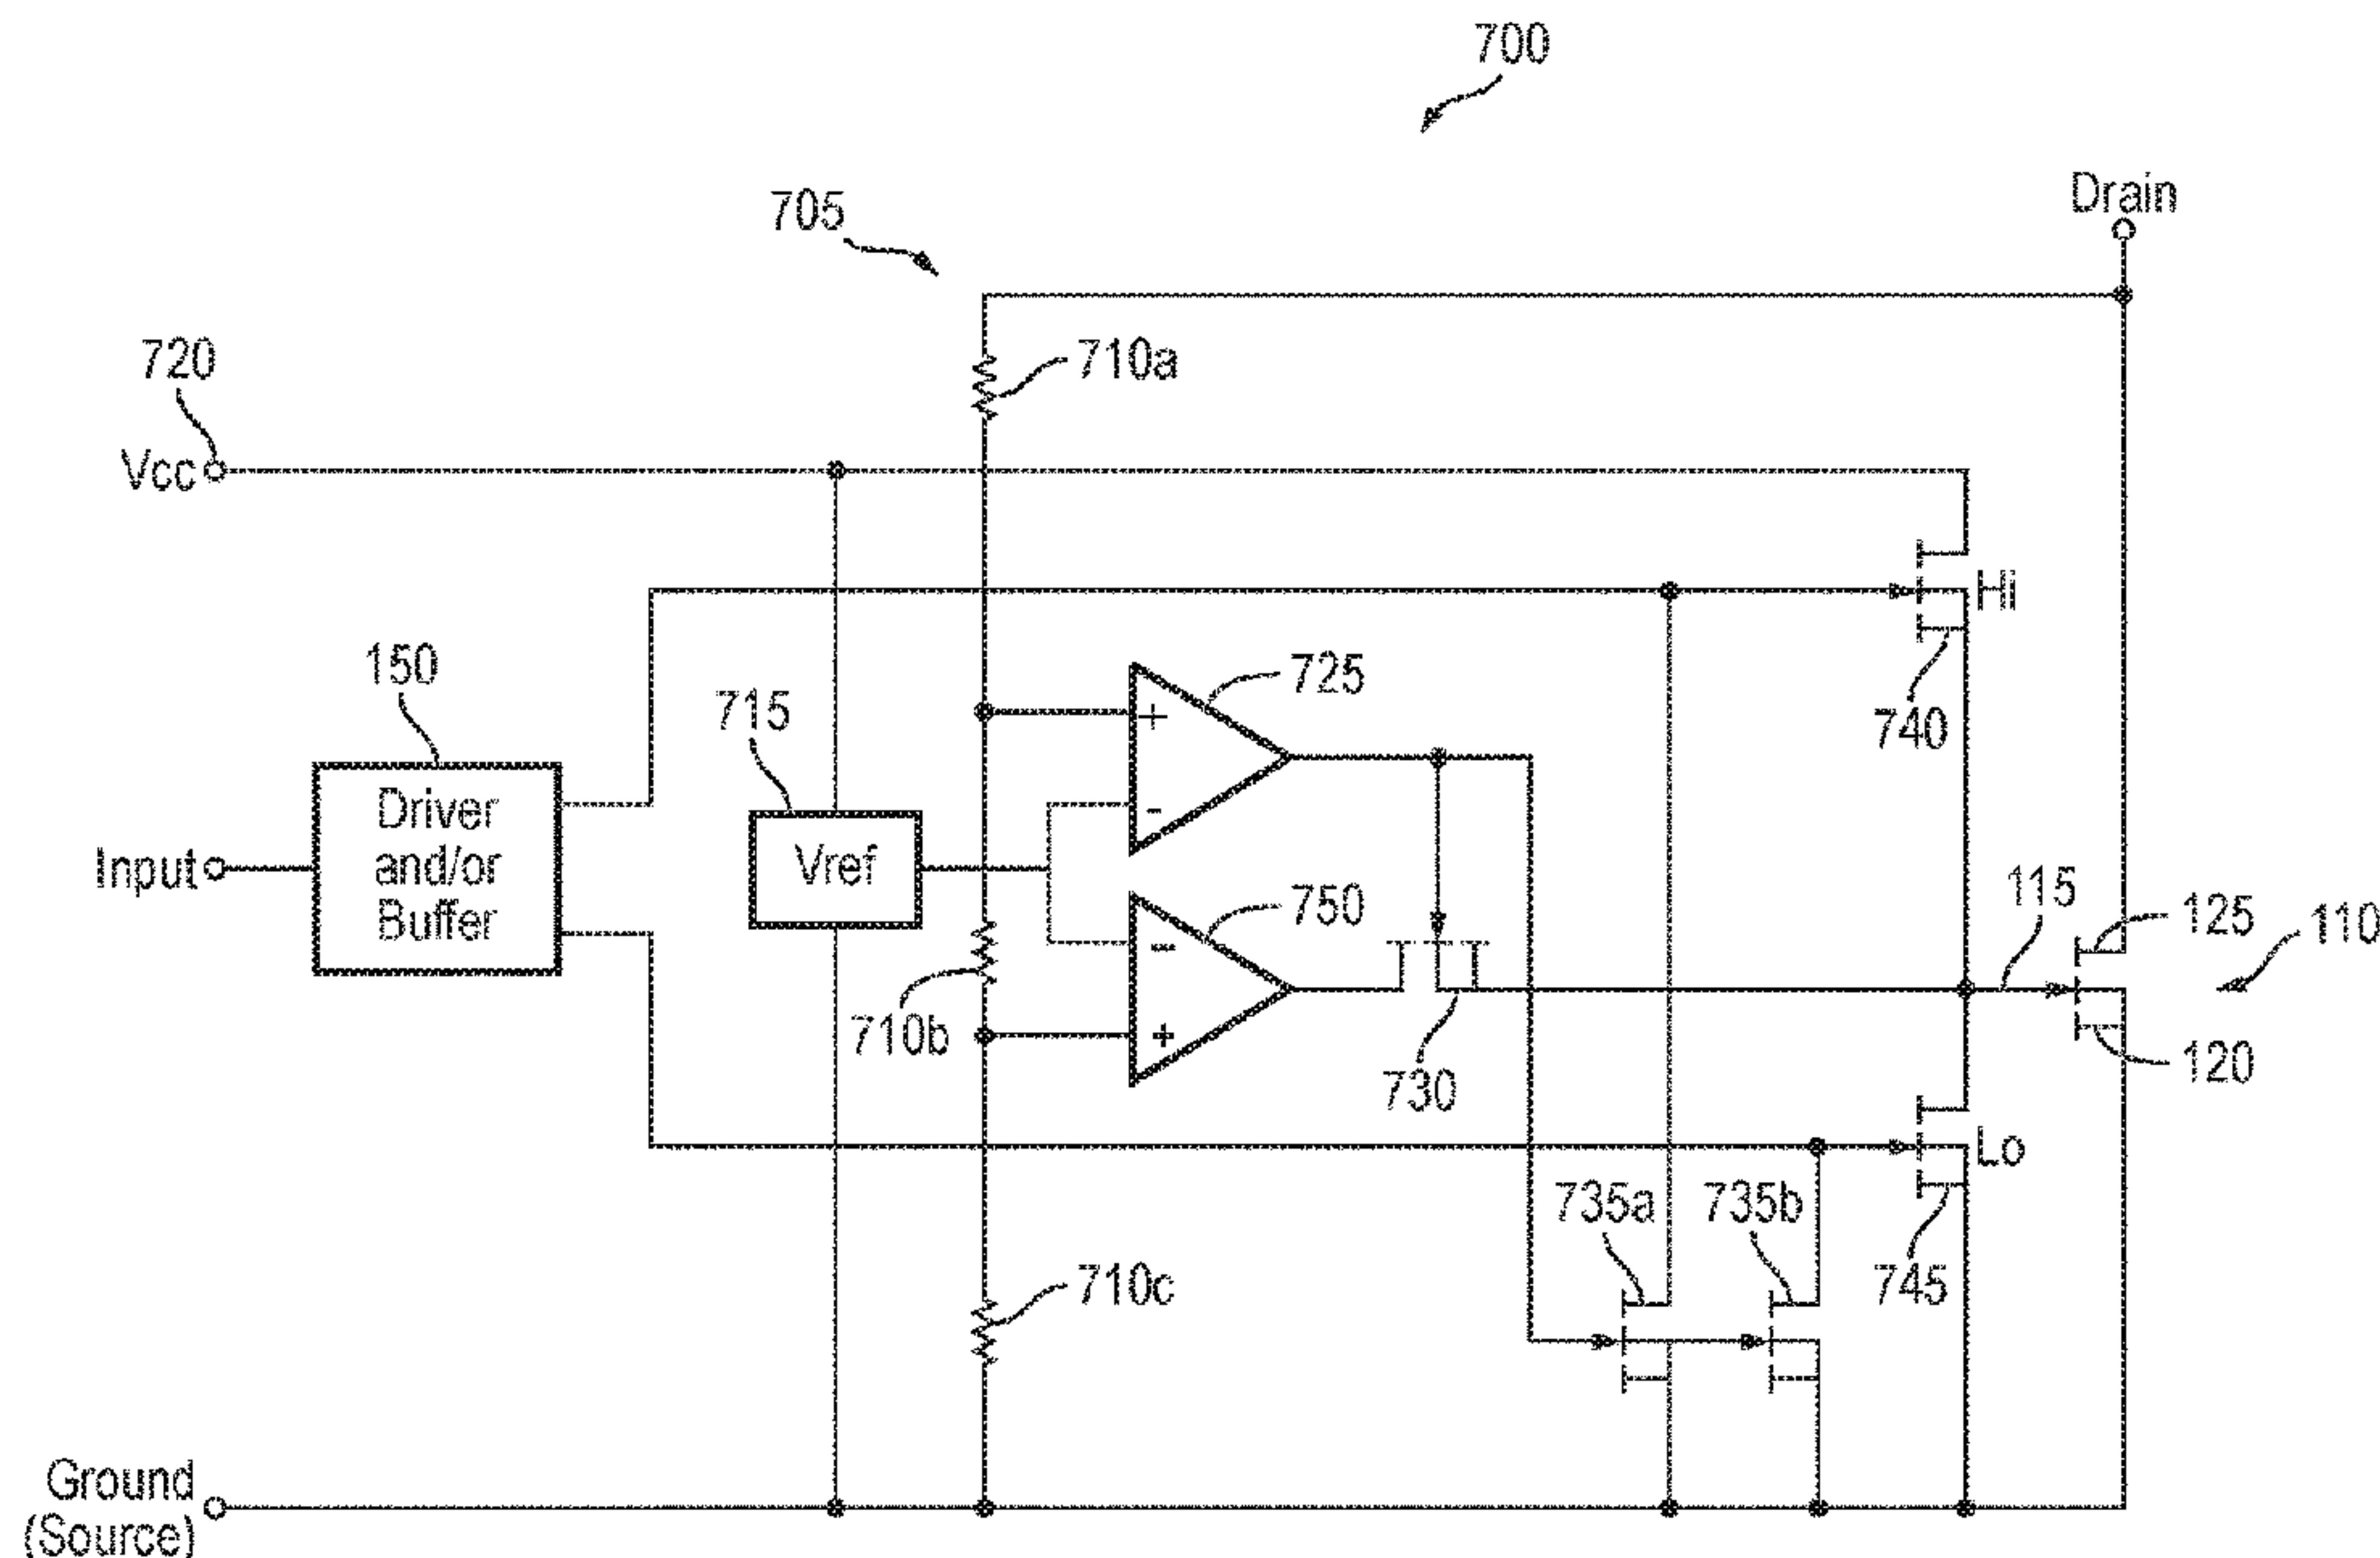 700
Drain
705
710a
720
Vcc
Hi
740
150
715
725
Driver
and/or
Buffer
Input
Vref
+
-
750
--
+
710b
730
115
125
110
120
Lo
735a
735b
745
710c
Ground
(Source)